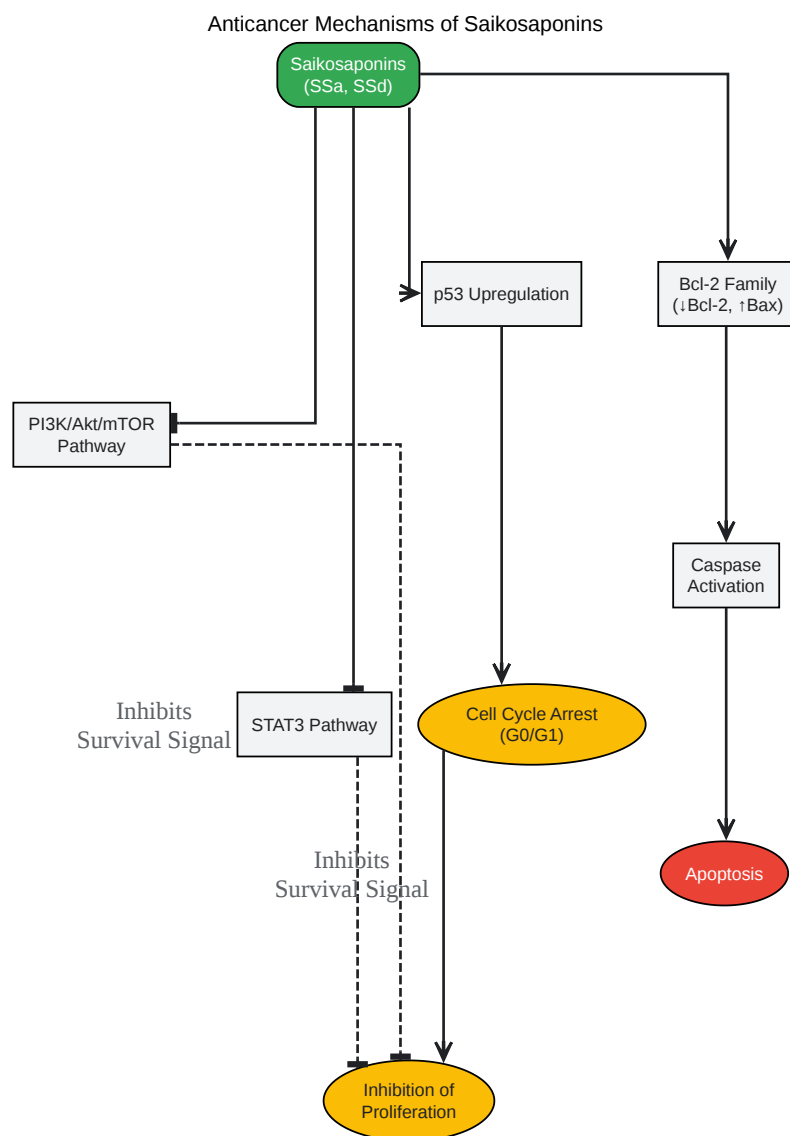 Anticancer Mechanisms of Saikosaponins
Saikosaponins
(SSa, SSd)
p53 Upregulation
Bcl-2 Family
(↓Bcl-2, ↑Bax)
PI3K/Akt/mTOR
Pathway
Caspase
Activation
Inhibits
Survival Signal
STAT3 Pathway
Cell Cycle Arrest
(G0/G1)
Inhibits
Survival Signal
Apoptosis
Inhibition of
Proliferation